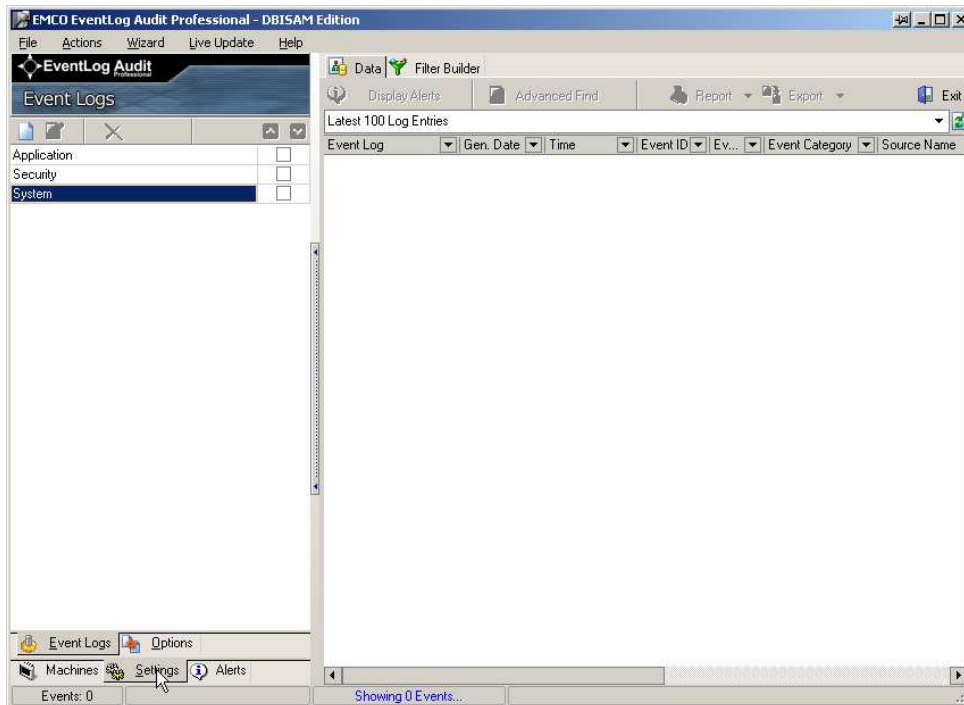 EMCO EventLog Audit Professional - DBISAM Edition
File Actions Wizard Live Update Help
EventLog Audit
Professional
Event Logs
Data Filter Builder
Display Alerts Advanced Find Report Export Exit
Latest 100 Log Entries
Event Log Gen. Date Time Event ID Ev... Event Category Source Name
Application
Security
System
Event Logs Options
Machines Settings Alerts
Events: 0 Showing 0 Events...